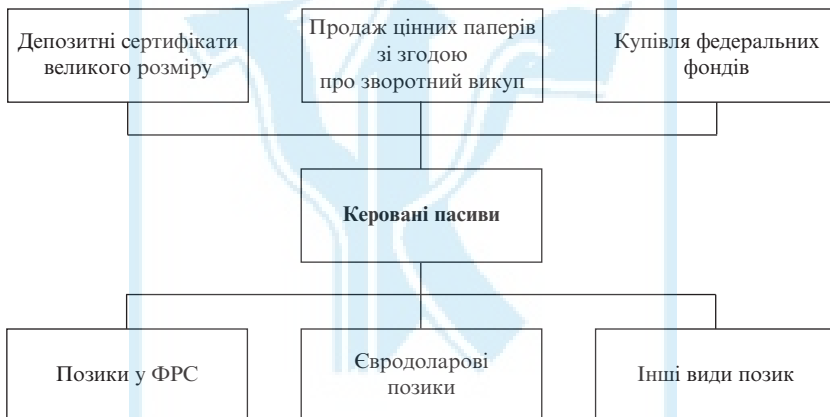 Депозитні сертифікати
великого розміру
Продаж цінних паперів
зі згодою
про зворотний викуп
Купівля федеральних
фондів
Керовані пасиви
Позики у ФРС
Євродоларові
позики
Інші види позик